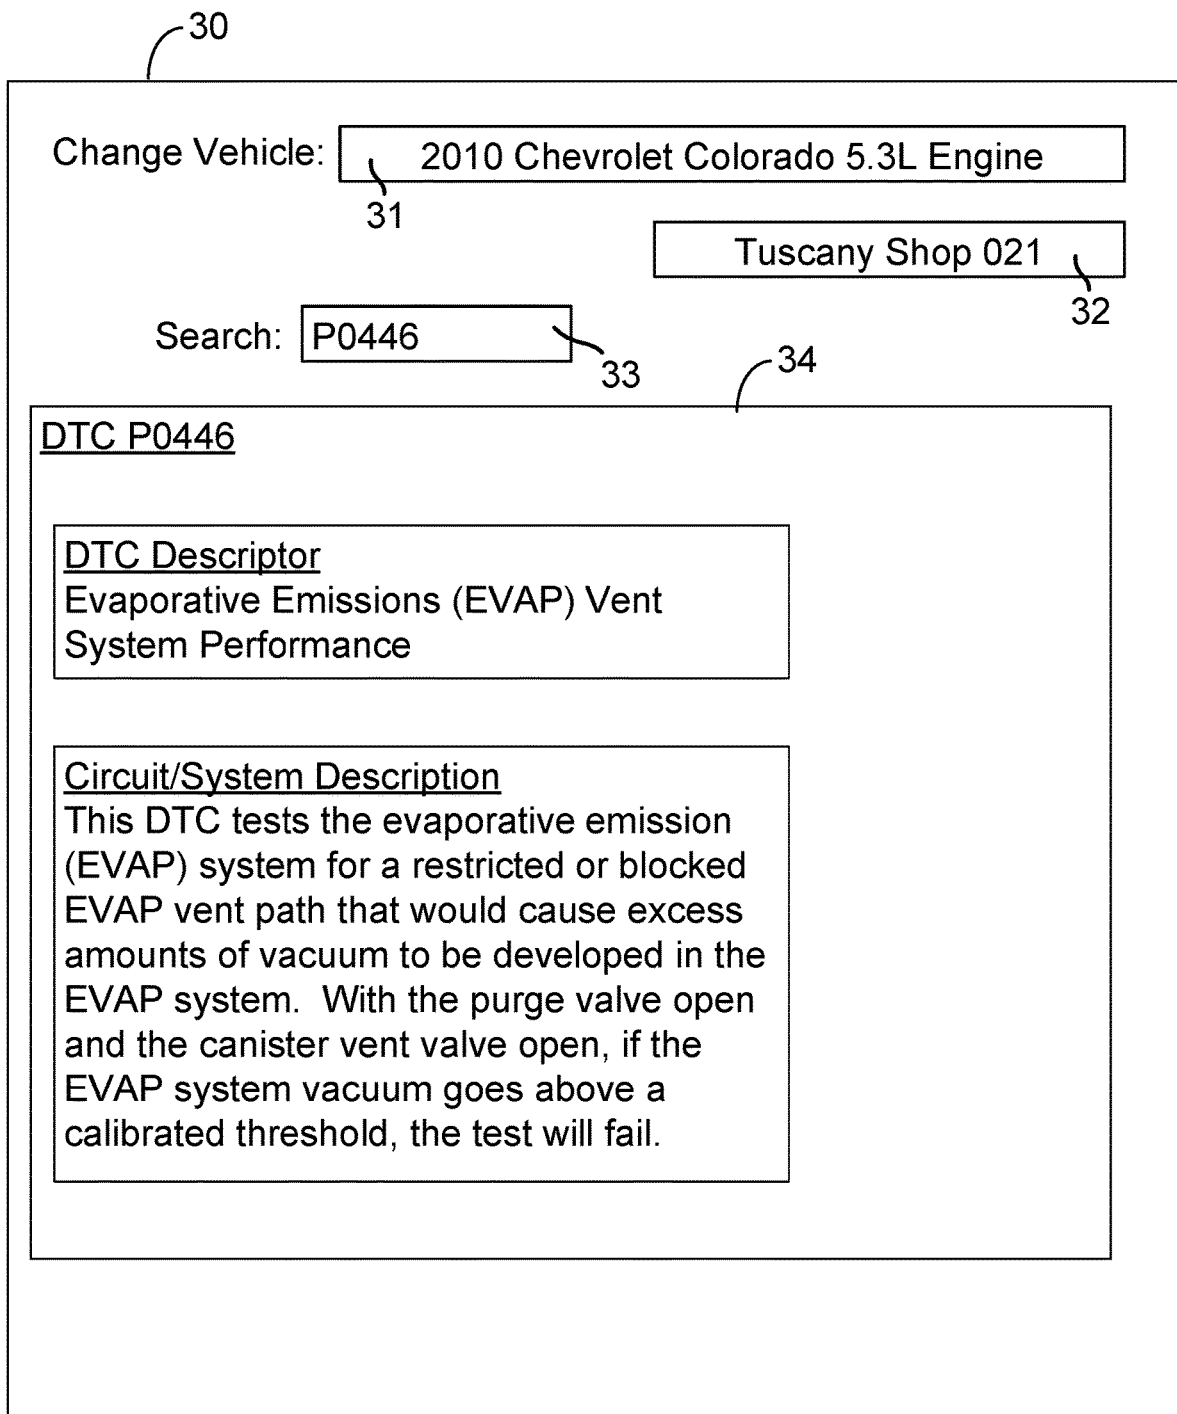 30
Change Vehicle: 2010 Chevrolet Colorado 5.3L Engine
31
Tuscany Shop 021
32
Search: P0446
33
34
DTC P0446
DTC Descriptor
Evaporative Emissions (EVAP) Vent
System Performance
Circuit/System Description
This DTC tests the evaporative emission
(EVAP) system for a restricted or blocked
EVAP vent path that would cause excess
amounts of vacuum to be developed in the
EVAP system.  With the purge valve open
and the canister vent valve open, if the
EVAP system vacuum goes above a
calibrated threshold, the test will fail.